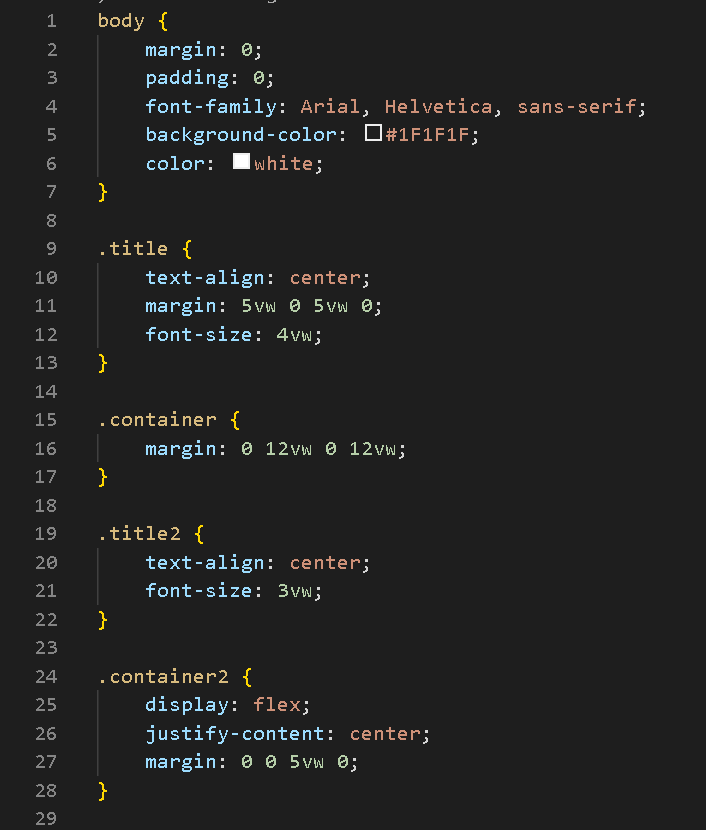 1 body {
2     margin: 0;
3     padding: 0;
4     font-family: Arial, Helvetica, sans-serif;
5     background-color: #1F1F1F;
6     color: white;
7 }
8
9 .title {
10     text-align: center;
11     margin: 5vw 0 5vw 0;
12     font-size: 4vw;
13 }
14
15 .container {
16     margin: 0 12vw 0 12vw;
17 }
18
19 .title2 {
20     text-align: center;
21     font-size: 3vw;
22 }
23
24 .container2 {
25     display: flex;
26     justify-content: center;
27     margin: 0 0 5vw 0;
28 }
29